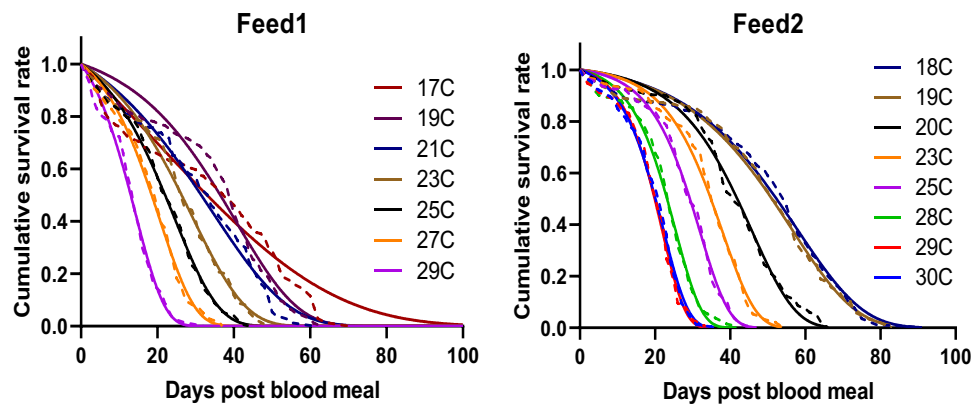 Feed1
Cumulative survival rate
1.0
0.8
0.6
0.4
0.2
0.0
0 20 40 60 80 100
Days post blood meal
17C
19C
21C
23C
25C
27C
29C
Feed2
Cumulative survival rate
1.0
0.8
0.6
0.4
0.2
0.0
0 20 40 60 80 100
Days post blood meal
18C
19C
20C
23C
25C
28C
29C
30C